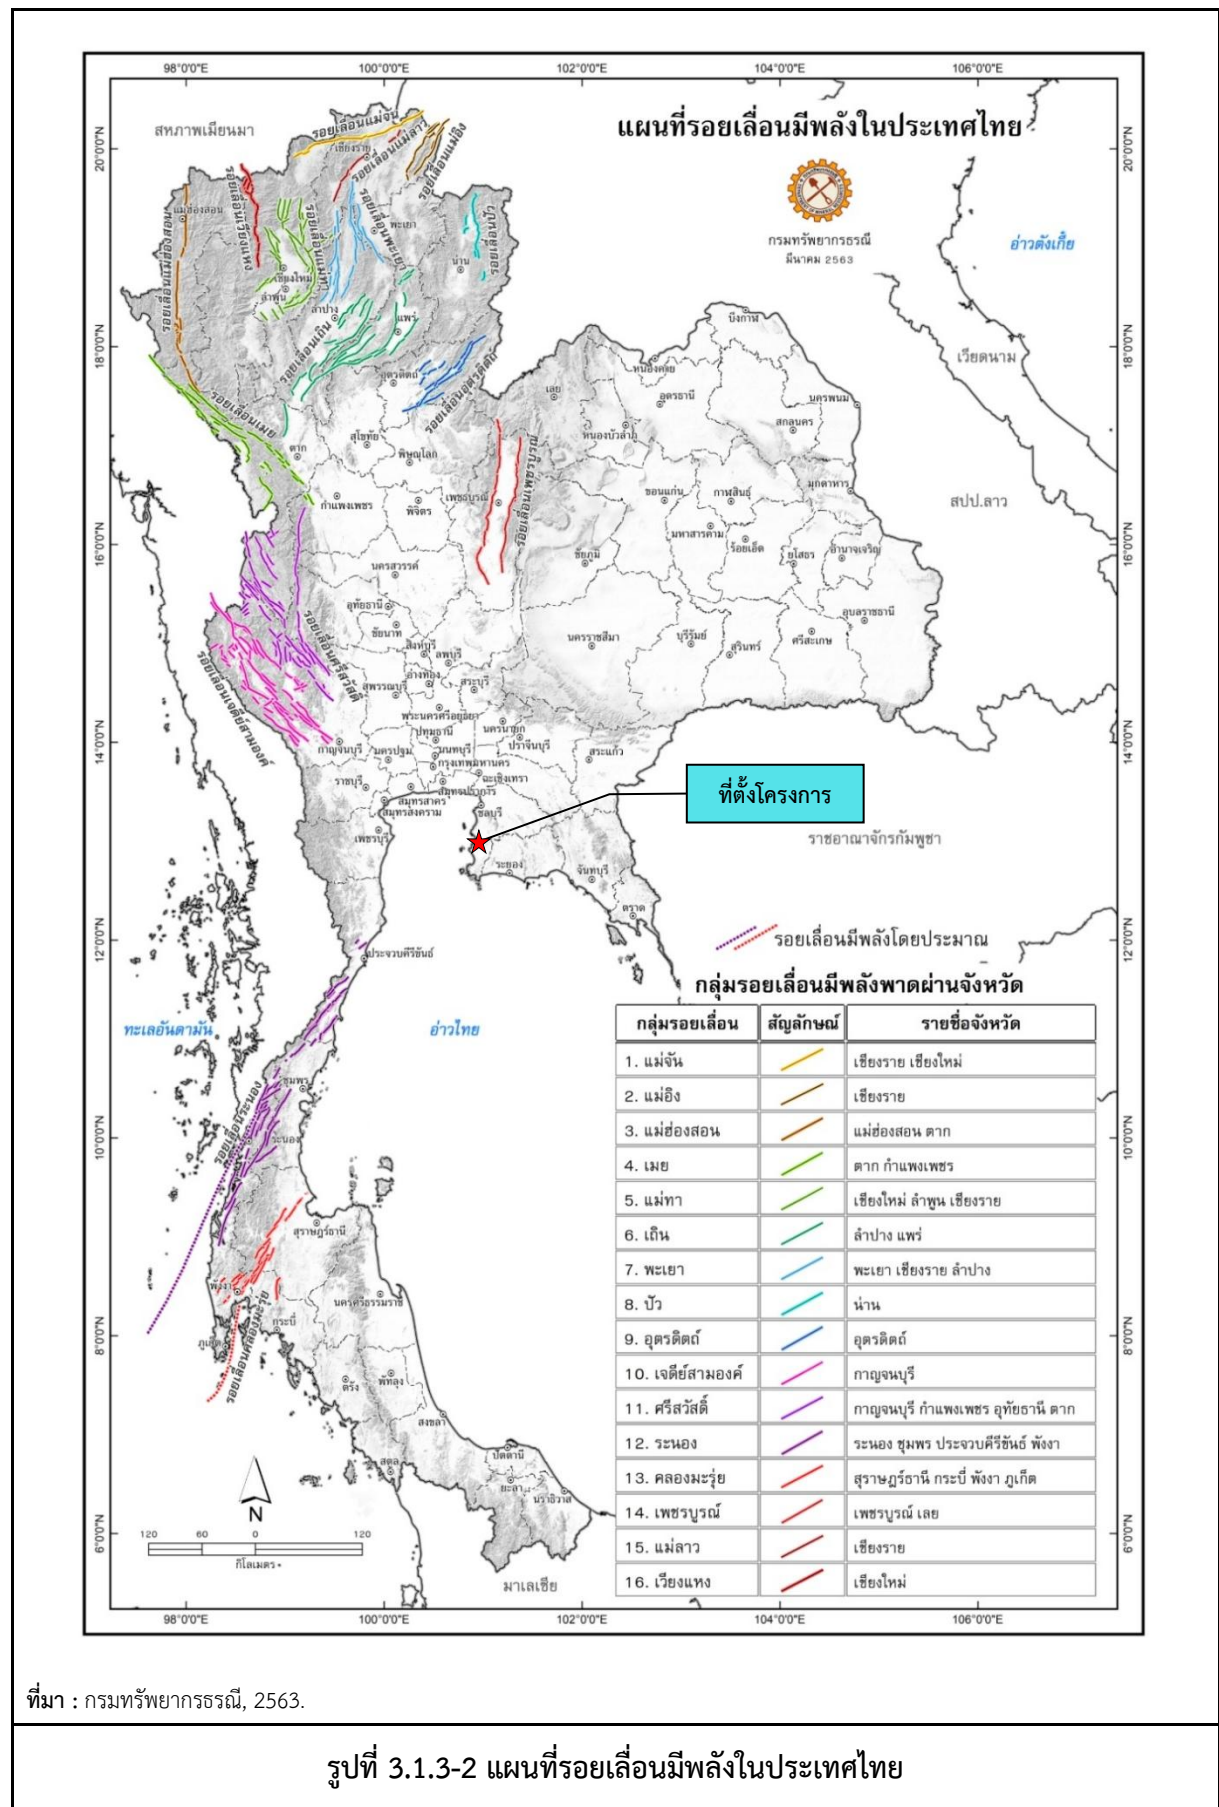 98°0'0"E 100°0'0"E 102°0'0"E 104°0'0"E 106°0'0"E
แผนที่รอยเลื่อนมีพลังในประเทศไทย
กรมทรัพยากรธรณี
มีนาคม 2563
สหภาพเมียนมา
อ่าวตังเกี๋ย
เวียดนาม
สปป.ลาว
ราชอาณาจักรกัมพูชา
ทะเลอันดามัน
อ่าวไทย
มาเลเซีย
20°0'0"N
18°0'0"N
16°0'0"N
14°0'0"N
12°0'0"N
10°0'0"N
8°0'0"N
6°0'0"N
20°0'0"N
18°0'0"N
16°0'0"N
14°0'0"N
12°0'0"N
10°0'0"N
8°0'0"N
6°0'0"N
รอยเลื่อนแม่จัน
รอยเลื่อนแม่ลาว
รอยเลื่อนแม่อิง
รอยเลื่อนเวียงแหง
รอยเลื่อนแม่ฮ่องสอน
รอยเลื่อนแม่ทา
รอยเลื่อนพะเยา
รอยเลื่อนปัว
รอยเลื่อนเถิน
รอยเลื่อนอุตรดิตถ์
รอยเลื่อนเมย
รอยเลื่อนเพชรบูรณ์
รอยเลื่อนศรีสวัสดิ์
รอยเลื่อนเจดีย์สามองค์
รอยเลื่อนระนอง
รอยเลื่อนคลองมะรุ่ย
เชียงราย
แม่ฮ่องสอน
พะเยา
น่าน
เชียงใหม่
ลำพูน
ลำปาง
แพร่
อุตรดิตถ์
บึงกาฬ
หนองคาย
เลย
อุดรธานี
นครพนม
สกลนคร
หนองบัวลำภู
สุโขทัย
ตาก
พิษณุโลก
มุกดาหาร
ขอนแก่น
กาฬสินธุ์
กำแพงเพชร
พิจิตร
เพชรบูรณ์
มหาสารคาม
ร้อยเอ็ด
ยโสธร
อำนาจเจริญ
ชัยภูมิ
นครสวรรค์
อุทัยธานี
ชัยนาท
อุบลราชธานี
สิงห์บุรี
ลพบุรี
นครราชสีมา
บุรีรัมย์
สุรินทร์
ศรีสะเกษ
อ่างทอง
สุพรรณบุรี
สระบุรี
พระนครศรีอยุธยา
นครนายก
ปทุมธานี
ปราจีนบุรี
กาญจนบุรี
นครปฐม
นนทบุรี
สระแก้ว
กรุงเทพมหานคร
ราชบุรี
ฉะเชิงเทรา
สมุทรปราการ
สมุทรสาคร
สมุทรสงคราม
ชลบุรี
เพชรบุรี
ระยอง
จันทบุรี
ตราด
ที่ตั้งโครงการ
ประจวบคีรีขันธ์
ชุมพร
ระนอง
สุราษฎร์ธานี
พังงา
นครศรีธรรมราช
กระบี่
ภูเก็ต
ตรัง
พัทลุง
สงขลา
สตูล
ปัตตานี
ยะลา
นราธิวาส
รอยเลื่อนมีพลังโดยประมาณ
กลุ่มรอยเลื่อนมีพลังพาดผ่านจังหวัด
กลุ่มรอยเลื่อน สัญลักษณ์ รายชื่อจังหวัด
1. แม่จัน เชียงราย เชียงใหม่
2. แม่อิง เชียงราย
3. แม่ฮ่องสอน แม่ฮ่องสอน ตาก
4. เมย ตาก กำแพงเพชร
5. แม่ทา เชียงใหม่ ลำพูน เชียงราย
6. เถิน ลำปาง แพร่
7. พะเยา พะเยา เชียงราย ลำปาง
8. ปัว น่าน
9. อุตรดิตถ์ อุตรดิตถ์
10. เจดีย์สามองค์ กาญจนบุรี
11. ศรีสวัสดิ์ กาญจนบุรี กำแพงเพชร อุทัยธานี ตาก
12. ระนอง ระนอง ชุมพร ประจวบคีรีขันธ์ พังงา
13. คลองมะรุ่ย สุราษฎร์ธานี กระบี่ พังงา ภูเก็ต
14. เพชรบูรณ์ เพชรบูรณ์ เลย
15. แม่ลาว เชียงราย
16. เวียงแหง เชียงใหม่
N
120 60 0 120
กิโลเมตร
98°0'0"E 100°0'0"E 102°0'0"E 104°0'0"E 106°0'0"E
ที่มา : กรมทรัพยากรธรณี, 2563.
รูปที่ 3.1.3-2 แผนที่รอยเลื่อนมีพลังในประเทศไทย